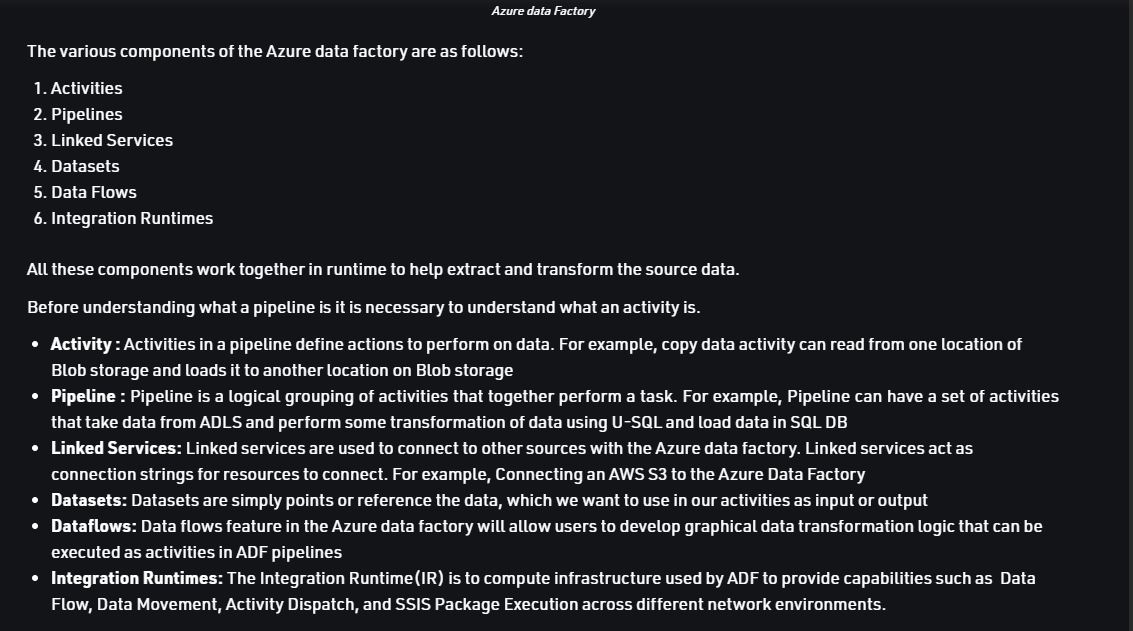 Azure data Factory
The various components of the Azure data factory are as follows:
1. Activities
2. Pipelines
3. Linked Services
4. Datasets
5. Data Flows
6. Integration Runtimes
All these components work together in runtime to help extract and transform the source data.
Before understanding what a pipeline is it is necessary to understand what an activity is.
• Activity : Activities in a pipeline define actions to perform on data. For example, copy data activity can read from one location of
Blob storage and loads it to another location on Blob storage
• Pipeline : Pipeline is a logical grouping of activities that together perform a task. For example, Pipeline can have a set of activities
that take data from ADLS and perform some transformation of data using U-SQL and load data in SQL DB
• Linked Services: Linked services are used to connect to other sources with the Azure data factory. Linked services act as
connection strings for resources to connect. For example, Connecting an AWS S3 to the Azure Data Factory
• Datasets: Datasets are simply points or reference the data, which we want to use in our activities as input or output
• Dataflows: Data flows feature in the Azure data factory will allow users to develop graphical data transformation logic that can be
executed as activities in ADF pipelines
• Integration Runtimes: The Integration Runtime(IR) is to compute infrastructure used by ADF to provide capabilities such as  Data
Flow, Data Movement, Activity Dispatch, and SSIS Package Execution across different network environments.